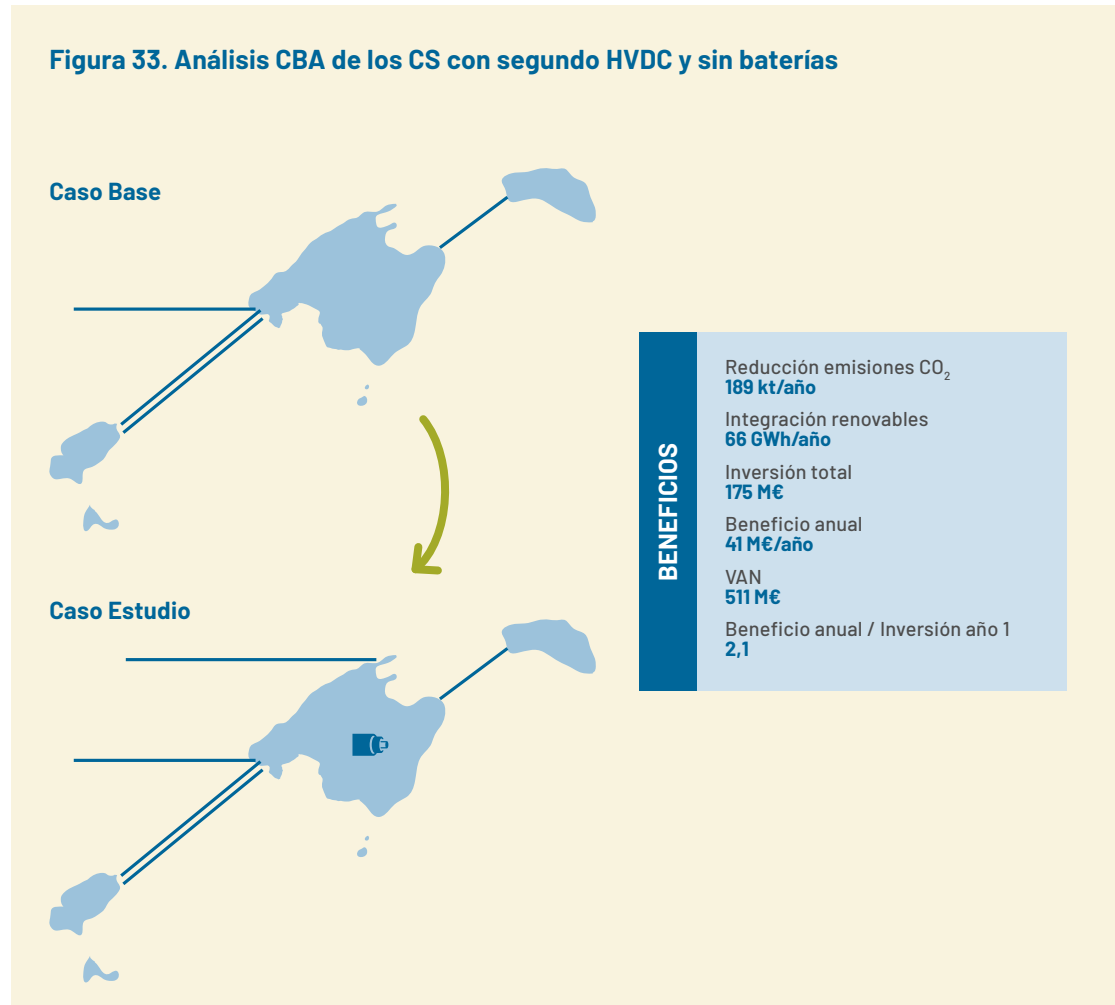 Figura 33. Análisis CBA de los CS con segundo HVDC y sin baterías
Caso Base
Caso Estudio
BENEFICIOS
Reducción emisiones CO₂
189 kt/año
Integración renovables
66 GWh/año
Inversión total
175 M€
Beneficio anual
41 M€/año
VAN
511 M€
Beneficio anual / Inversión año 1
2,1